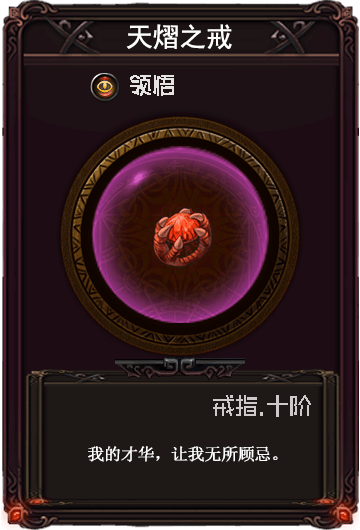 天熠之戒
领悟
戒指.十阶
我的才华，让我无所顾忌。